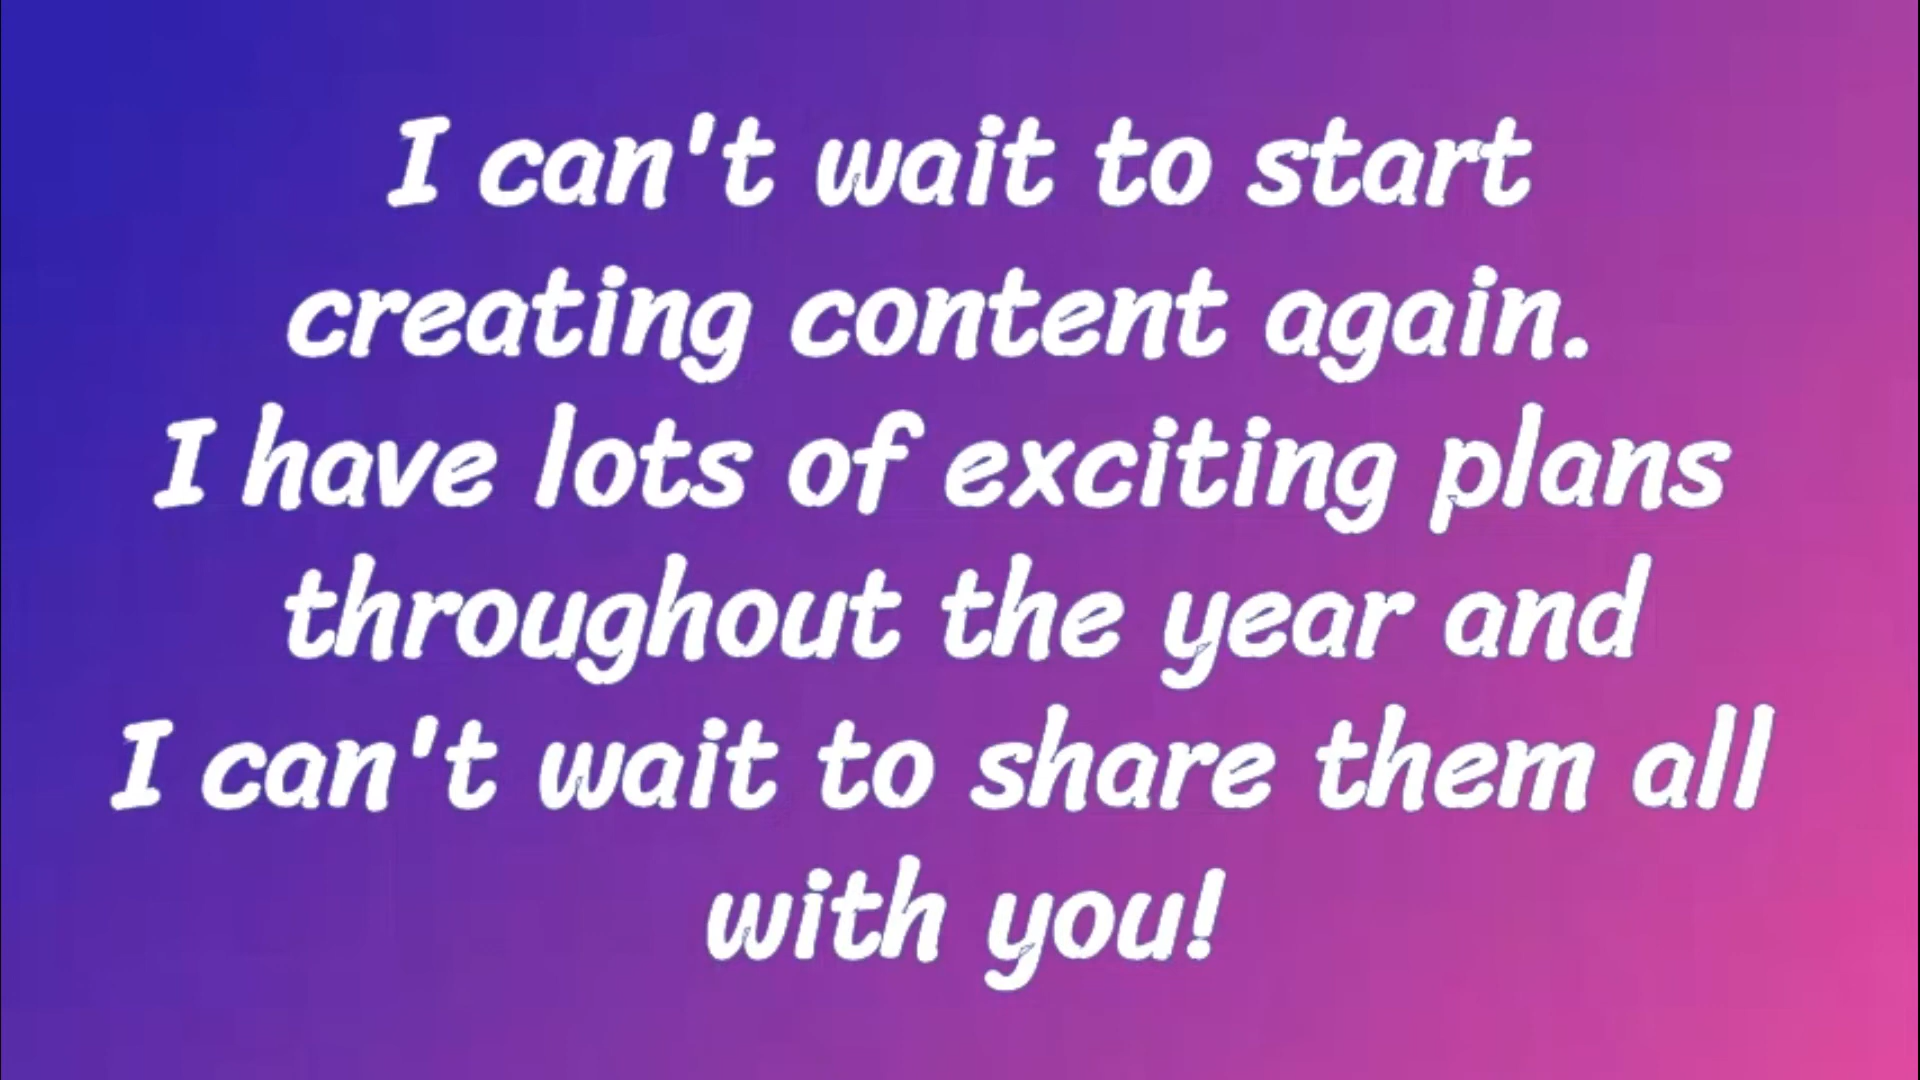 I can't wait to start
creating content again.
I have lots of exciting plans
throughout the year and
I can't wait to share them all
with you!